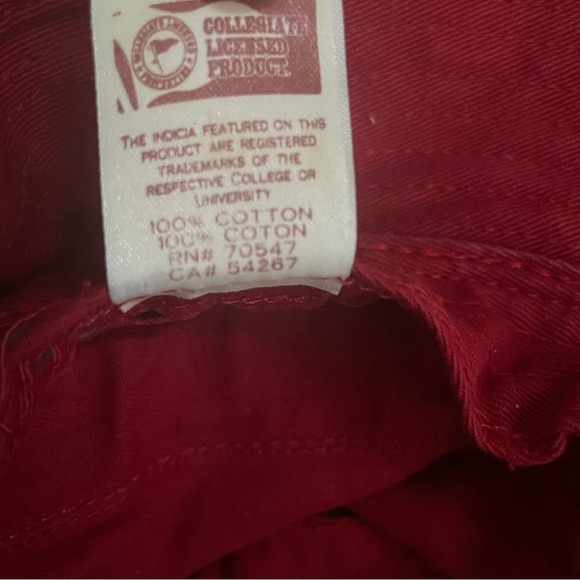 COLLEGIATE
LICENSED
PRODUCT.
THE INDICIA FEATURED ON THIS
PRODUCT ARE REGISTERED
TRADEMARKS OF THE
RESPECTIVE COLLEGE OR
UNIVERSITY
100% COTTON
100% COTON
RN# 70547
CA# 54267